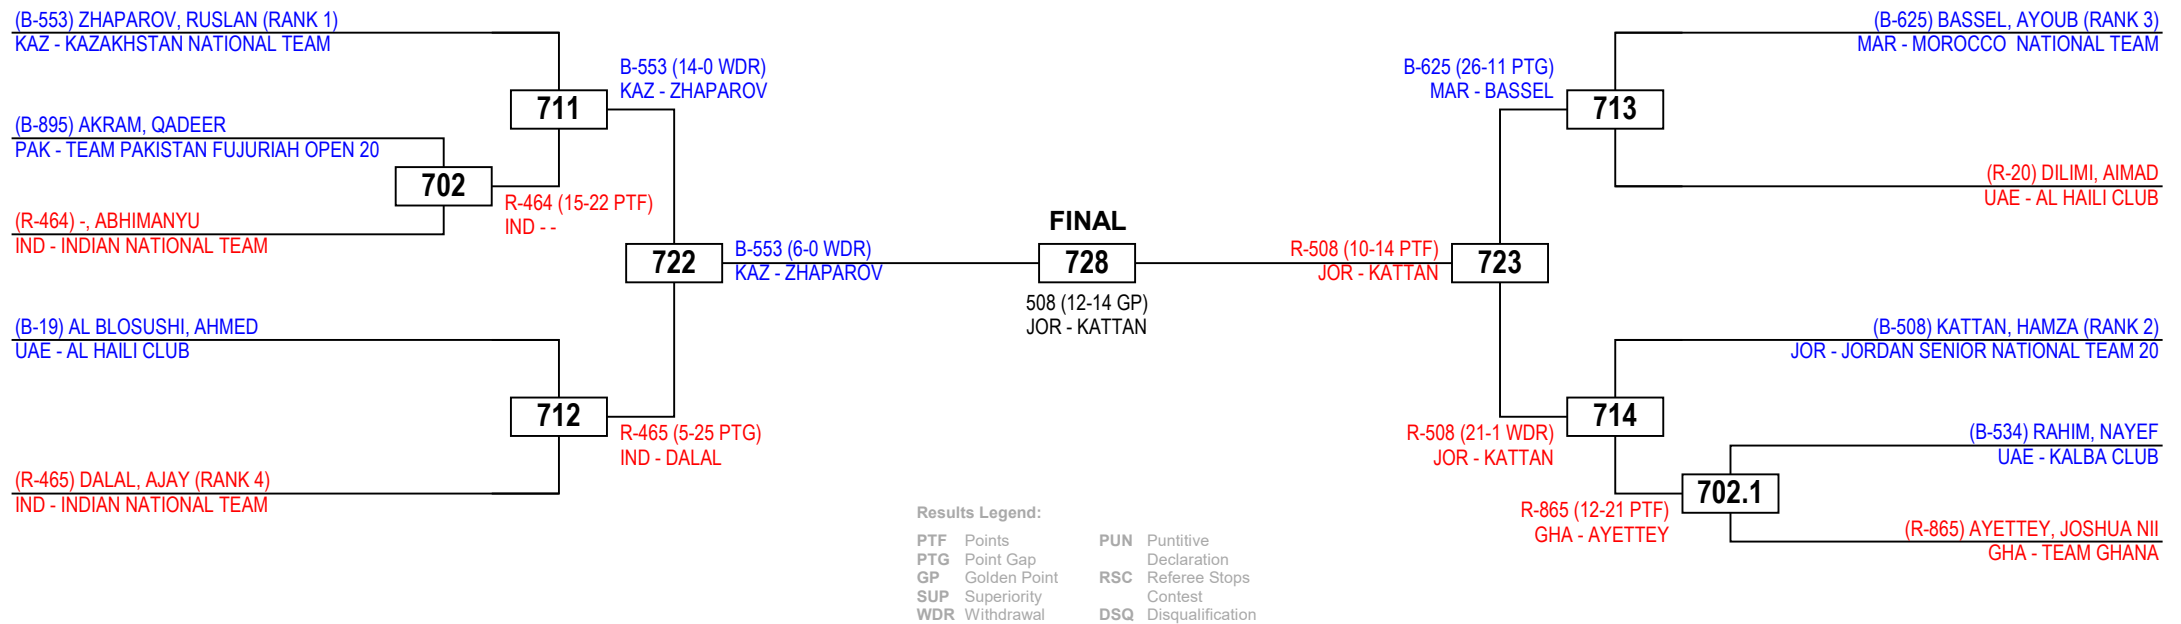 (B-553) ZHAPAROV, RUSLAN (RANK 1)
KAZ - KAZAKHSTAN NATIONAL TEAM
B-553 (14-0 WDR)
KAZ - ZHAPAROV
711
(B-895) AKRAM, QADEER
PAK - TEAM PAKISTAN FUJURIAH OPEN 20
702
R-464 (15-22 PTF)
IND - -
(R-464) -, ABHIMANYU
IND - INDIAN NATIONAL TEAM
722
B-553 (6-0 WDR)
KAZ - ZHAPAROV
(B-19) AL BLOSUSHI, AHMED
UAE - AL HAILI CLUB
712
R-465 (5-25 PTG)
IND - DALAL
(R-465) DALAL, AJAY (RANK 4)
IND - INDIAN NATIONAL TEAM
FINAL
728
508 (12-14 GP)
JOR - KATTAN
(B-625) BASSEL, AYOUB (RANK 3)
MAR - MOROCCO  NATIONAL TEAM
B-625 (26-11 PTG)
MAR - BASSEL
713
(R-20) DILIMI, AIMAD
UAE - AL HAILI CLUB
R-508 (10-14 PTF)
JOR - KATTAN
723
(B-508) KATTAN, HAMZA (RANK 2)
JOR - JORDAN SENIOR NATIONAL TEAM 20
714
R-508 (21-1 WDR)
JOR - KATTAN
(B-534) RAHIM, NAYEF
UAE - KALBA CLUB
702.1
R-865 (12-21 PTF)
GHA - AYETTEY
(R-865) AYETTEY, JOSHUA NII
GHA - TEAM GHANA
Results Legend:
PTF Points
PTG Point Gap
GP Golden Point
SUP Superiority
WDR Withdrawal
PUN Puntitive
Declaration
RSC Referee Stops
Contest
DSQ Disqualification